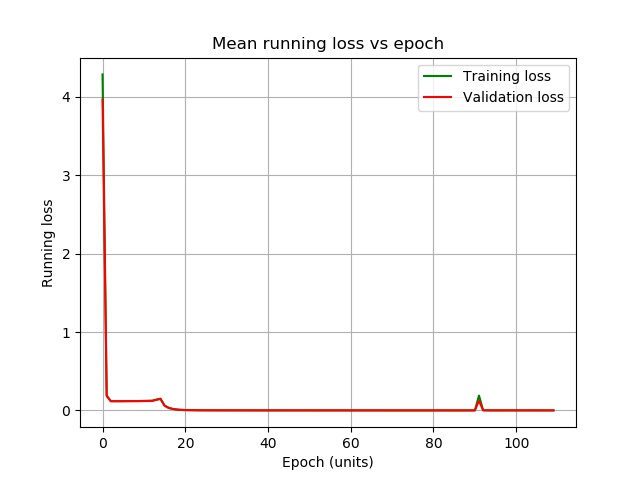 Mean running loss vs epoch
Training loss
Validation loss
4
3
2
1
0
Running loss
0 20 40 60 80 100
Epoch (units)